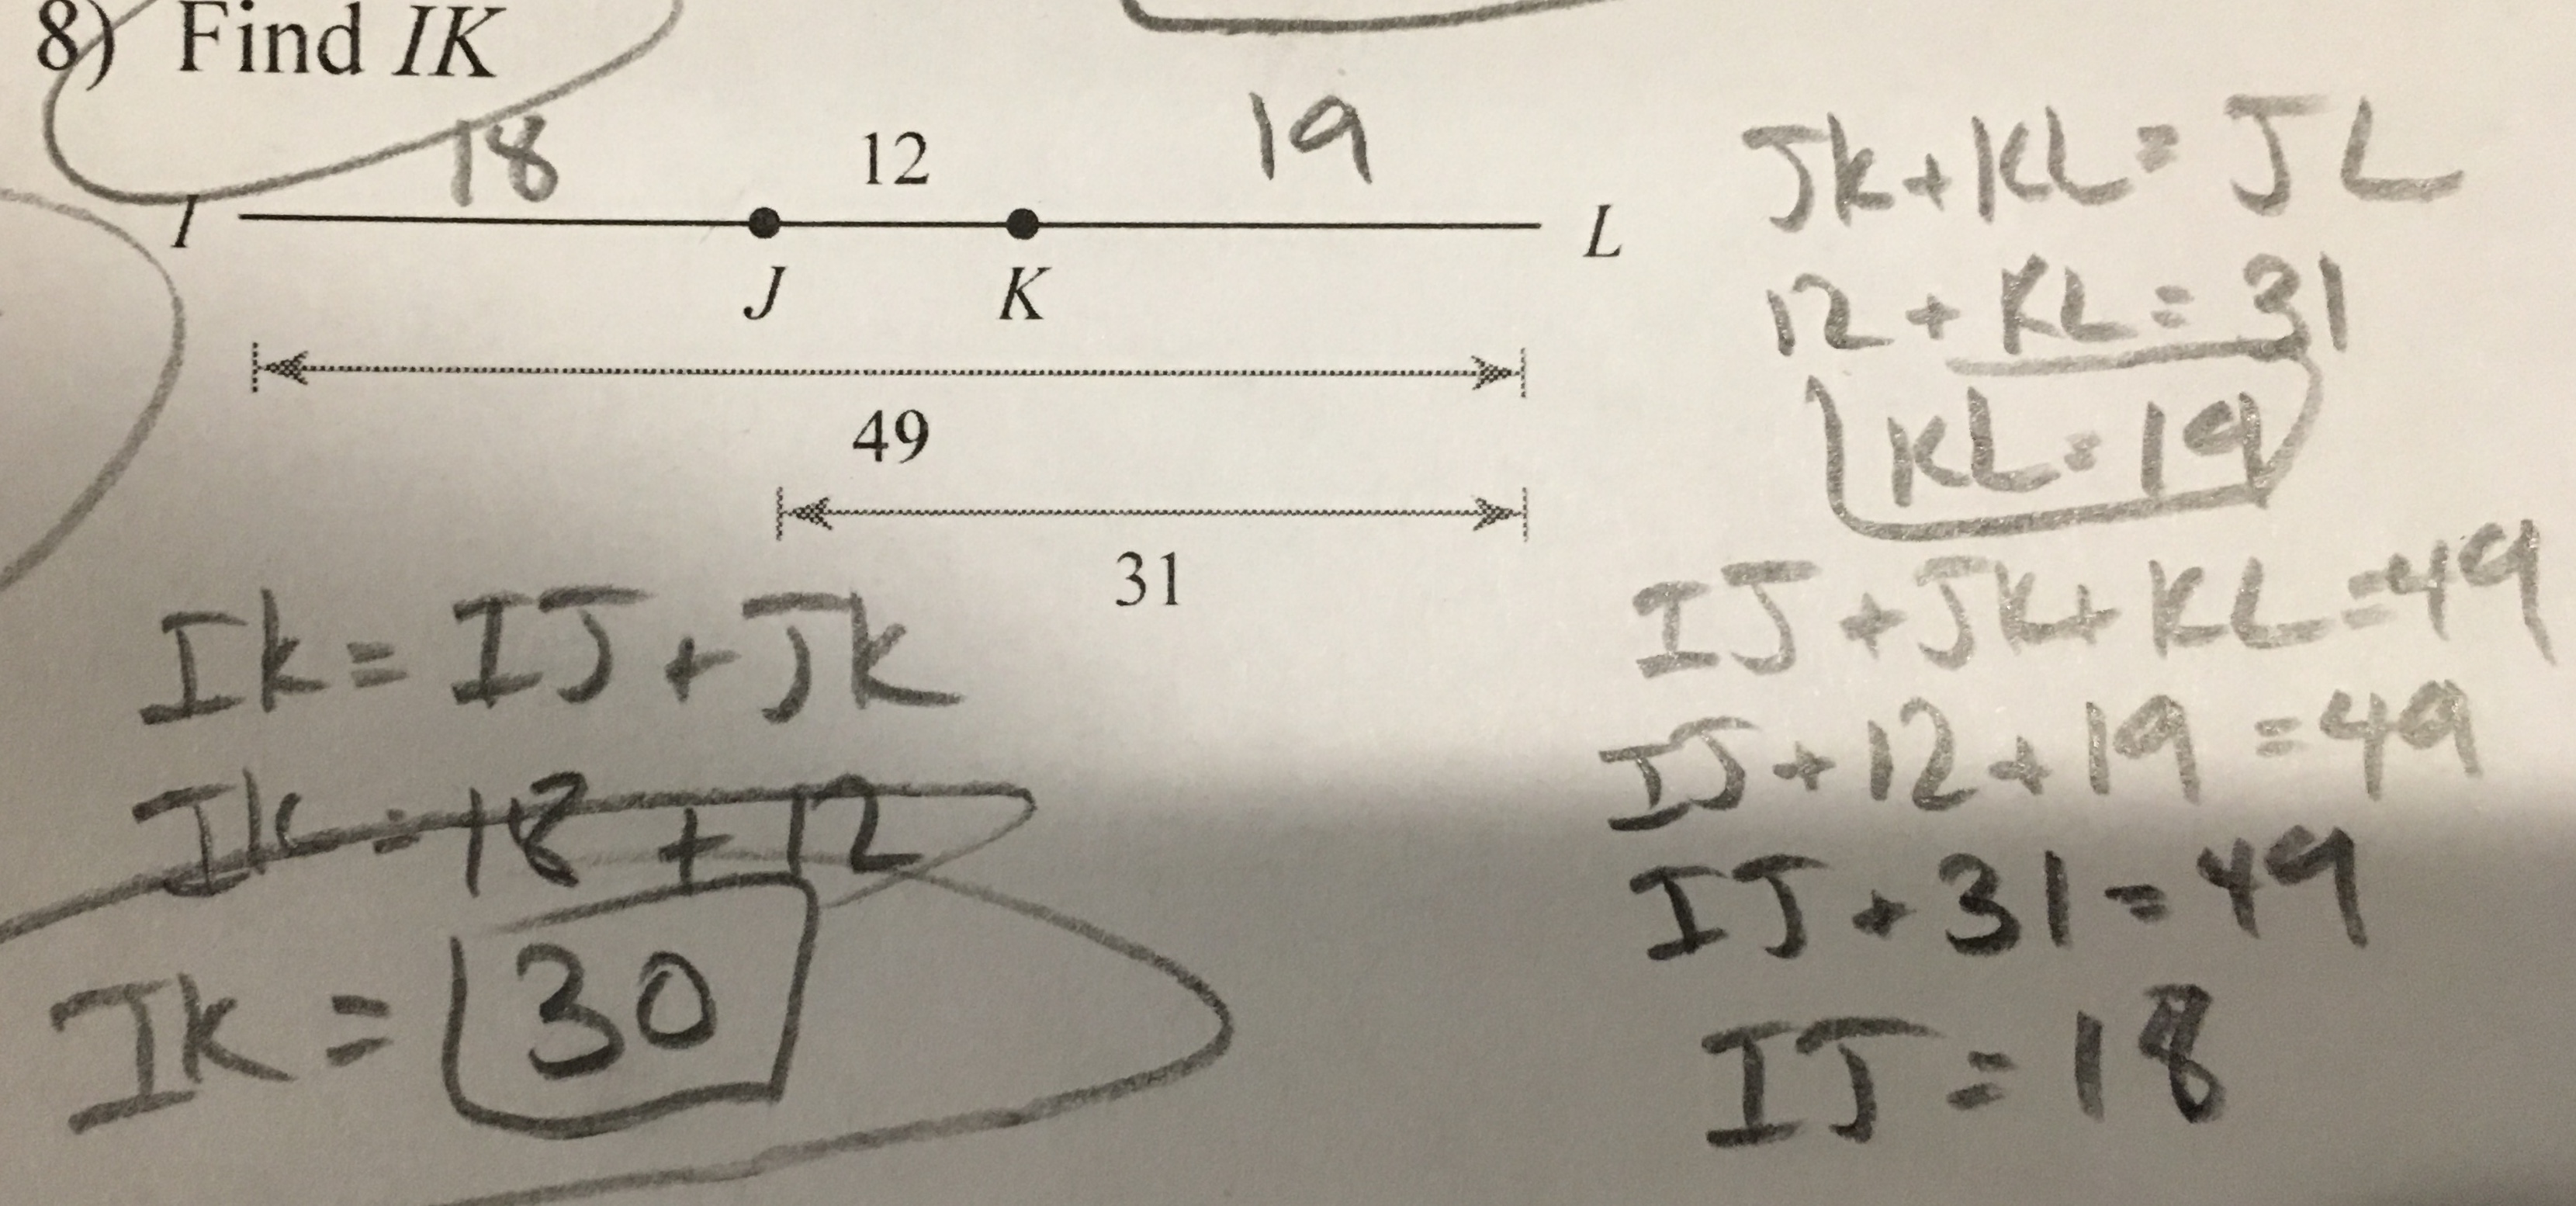 8) Find IK
18 12 19
I L
J K
49
31
JK+KL=JL
12+KL=31
KL=19
IJ+JK+KL=49
IJ+12+19=49
IJ+31=49
IJ=18
IK=IJ+JK
IK=18+12
IK=30